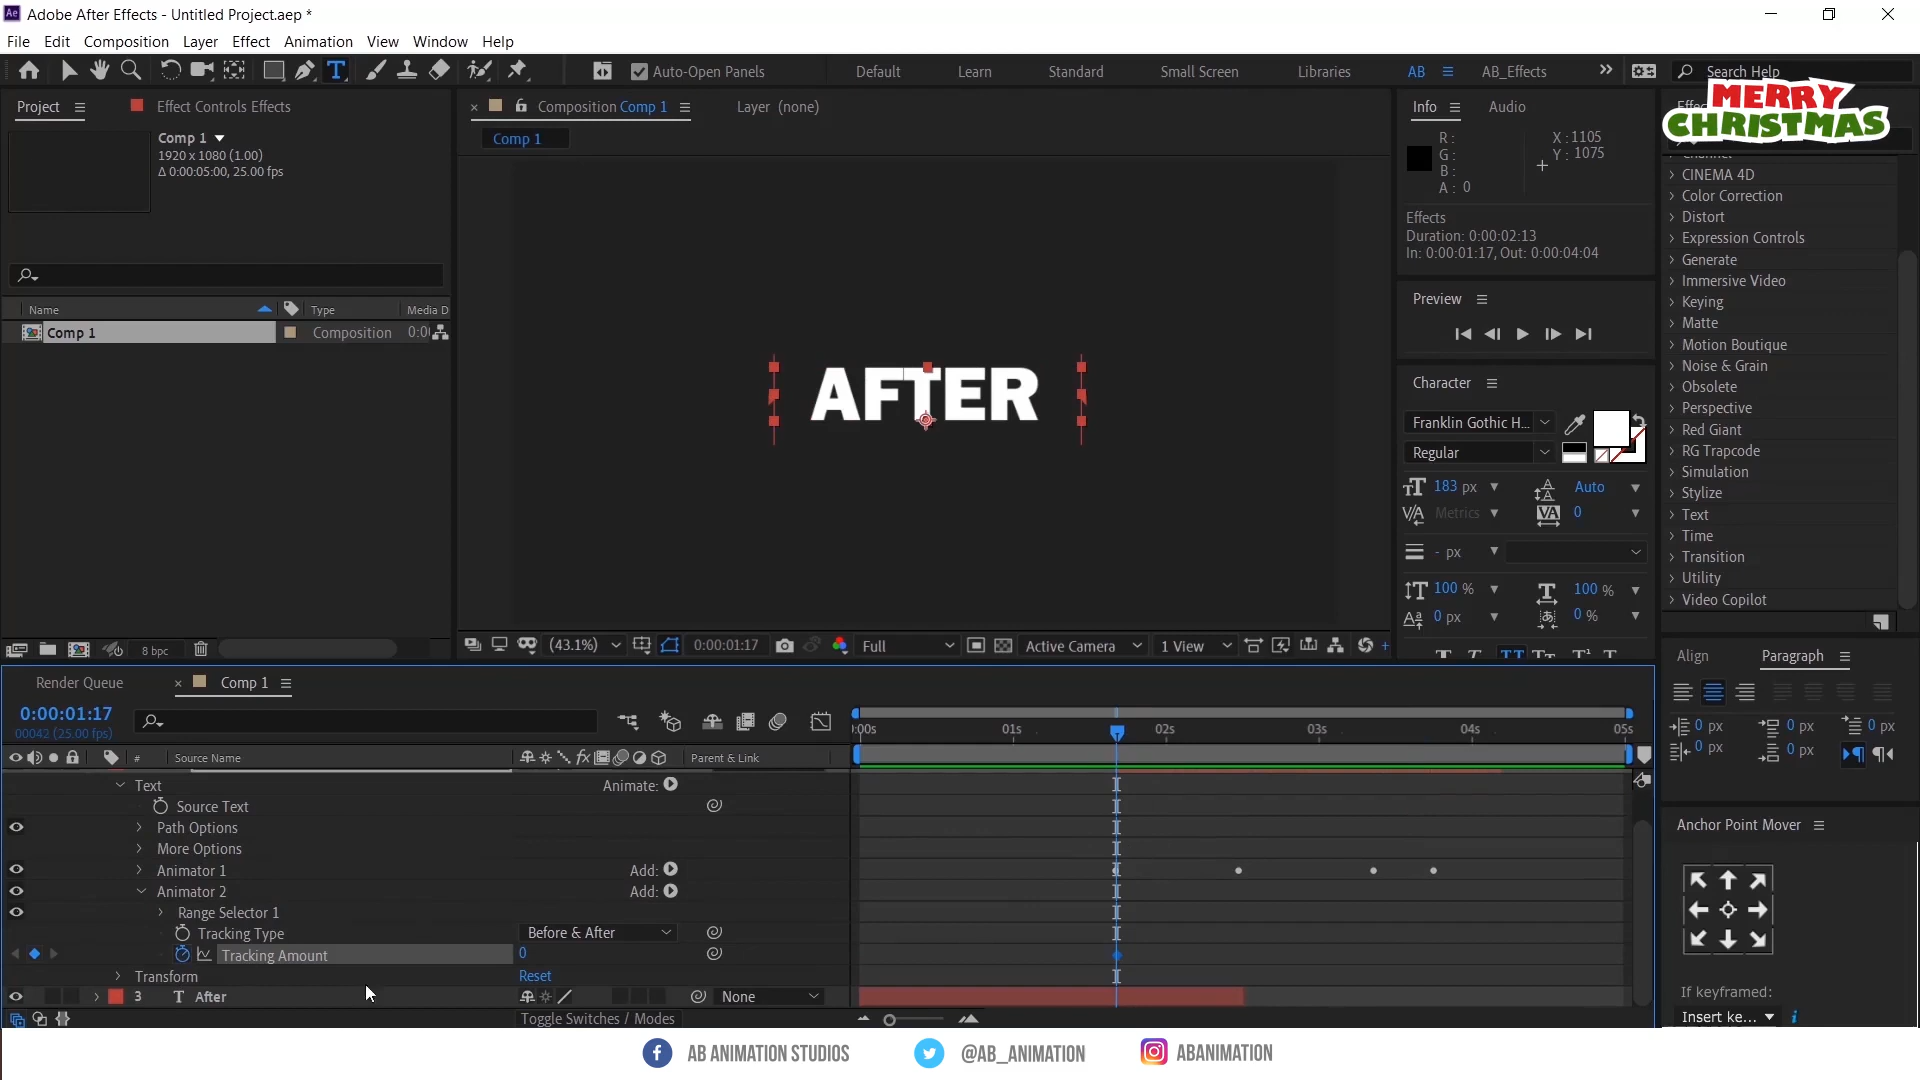 Adobe After Effects - Untitled Project.aep *
File Edit Composition Layer Effect Animation View Window Help
Auto-Open Panels Default Learn Standard Small Screen Libraries AB AB_Effects Search Help
MERRY CHRISTMAS
Project Effect Controls Effects
Comp 1
1920 x 1080 (1.00)
Δ 0:00:05:00, 25.00 fps
Name Type Media D
Comp 1 Composition 0:0
8 bpc
Composition Comp 1 Layer (none)
Comp 1
AFTER
(43.1%) 0:00:01:17 Full Active Camera 1 View
Info Audio
R :
G :
B :
A : 0
X : 1105
Y : 1075
Effects
Duration: 0:00:02:13
In: 0:00:01:17, Out: 0:00:04:04
Preview
Character
Franklin Gothic H...
Regular
183 px Auto
Metrics 0
- px
100 % 100 %
0 px 0 %
CINEMA 4D
Color Correction
Distort
Expression Controls
Generate
Immersive Video
Keying
Matte
Motion Boutique
Noise & Grain
Obsolete
Perspective
Red Giant
RG Trapcode
Simulation
Stylize
Text
Time
Transition
Utility
Video Copilot
Align Paragraph
0 px 0 px 0 px
0 px 0 px
Anchor Point Mover
If keyframed:
Insert ke...
Render Queue Comp 1
0:00:01:17
00042 (25.00 fps)
# Source Name Parent & Link
:00s 01s 02s 03s 04s 05s
Text Animate:
Source Text
Path Options
More Options
Animator 1 Add:
Animator 2 Add:
Range Selector 1
Tracking Type Before & After
Tracking Amount 0
Transform Reset
3 T After None
Toggle Switches / Modes
AB ANIMATION STUDIOS @AB_ANIMATION ABANIMATION